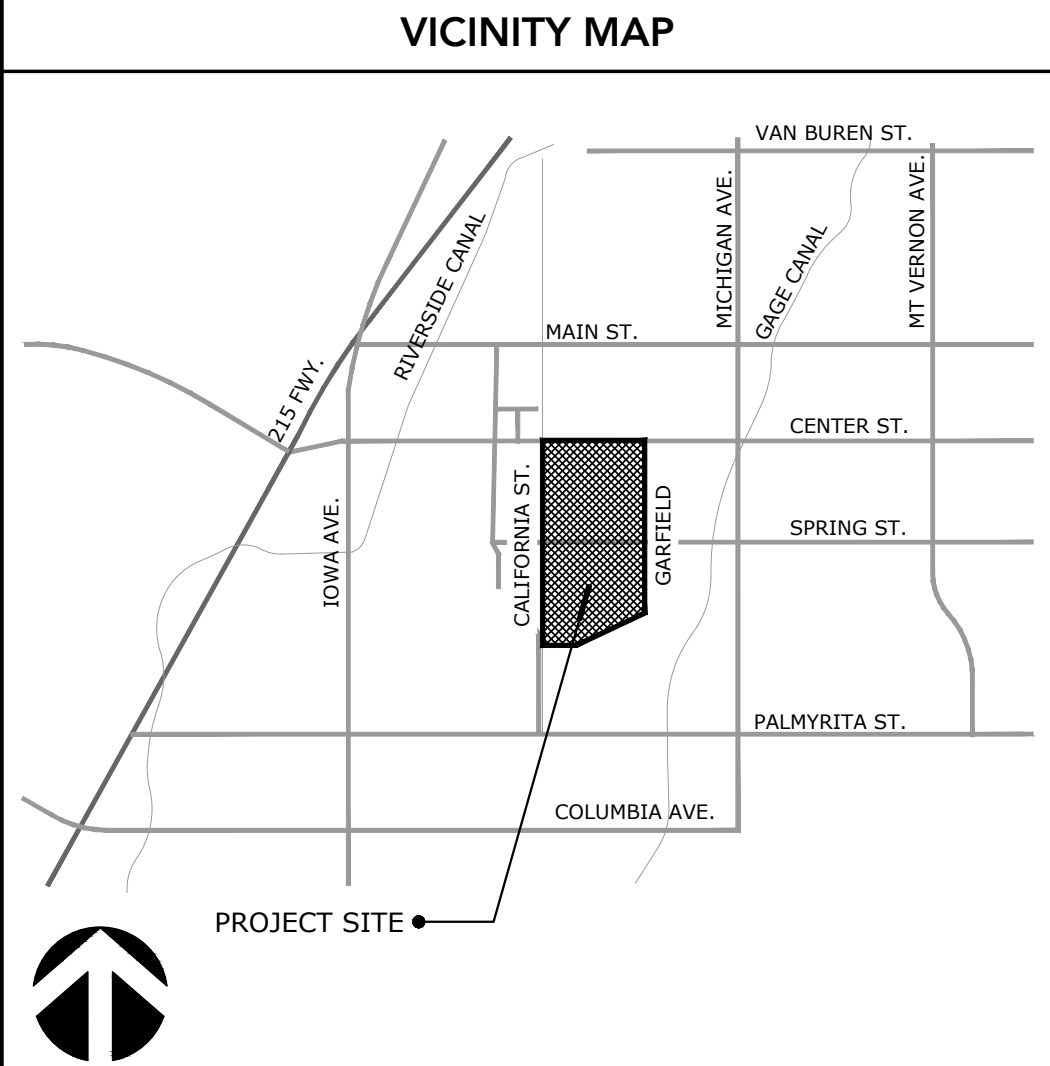 VICINITY MAP
VAN BUREN ST.
MICHIGAN AVE.
MT VERNON AVE.
RIVERSIDE CANAL
GAGE CANAL
MAIN ST.
215 FWY.
CENTER ST.
IOWA AVE.
CALIFORNIA ST.
GARFIELD
SPRING ST.
PALMYRITA ST.
COLUMBIA AVE.
PROJECT SITE